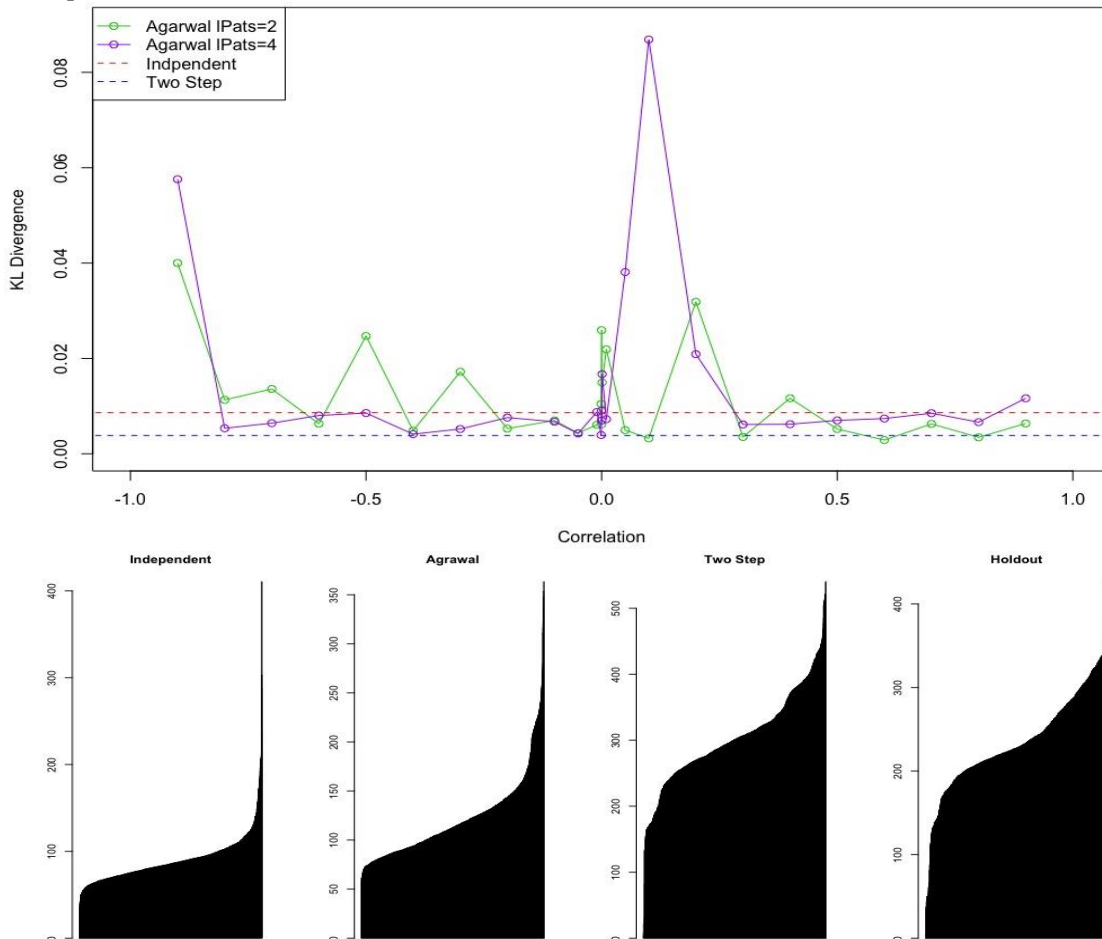 Agarwal lPats=2
Agarwal lPats=4
Indpendent
Two Step
KL Divergence
0.00 0.02 0.04 0.06 0.08
-1.0 -0.5 0.0 0.5 1.0
Correlation
Independent Agrawal Two Step Holdout
100 200 300 400
0 50 100 150 200 250 300 350
100 200 300 400 500
100 200 300 400